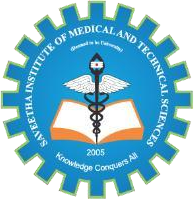 SAVEETHA INSTITUTE OF MEDICAL AND TECHNICAL SCIENCES
(Deemed to be University)
2005
Knowledge Conquers All